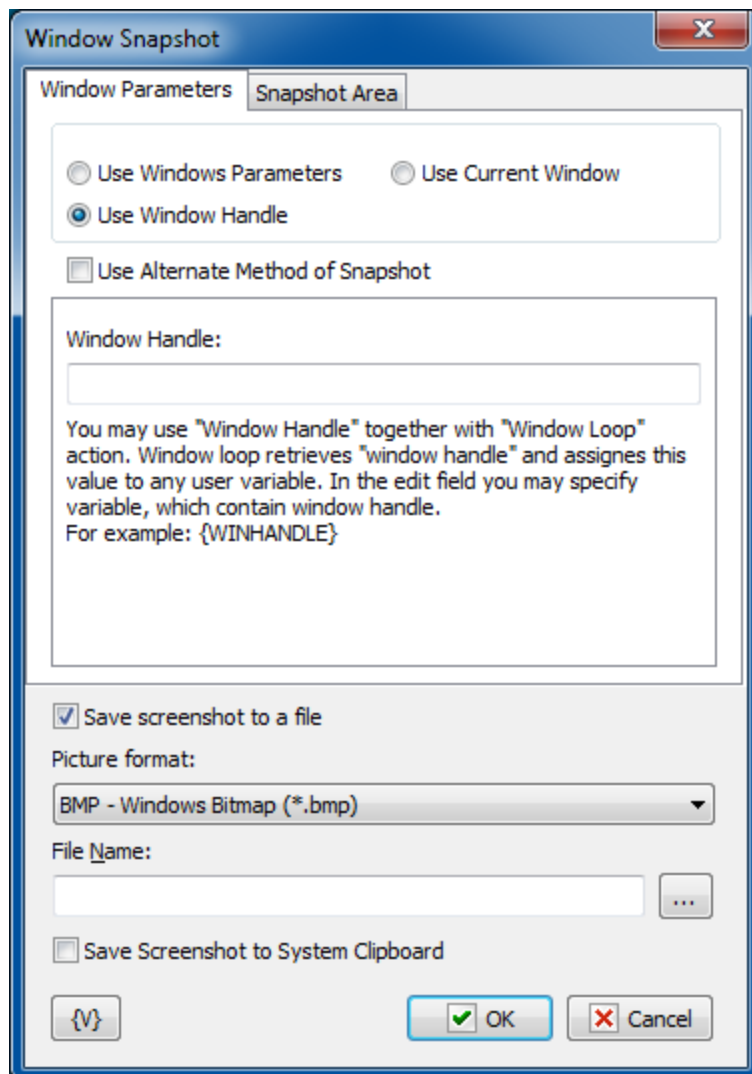 Window Snapshot
Window Parameters
Snapshot Area
Use Windows Parameters
Use Current Window
Use Window Handle
Use Alternate Method of Snapshot
Window Handle:
You may use "Window Handle" together with "Window Loop"
action. Window loop retrieves "window handle" and assignes this
value to any user variable. In the edit field you may specify
variable, which contain window handle.
For example: {WINHANDLE}
Save screenshot to a file
Picture format:
BMP - Windows Bitmap (*.bmp)
File Name:
...
Save Screenshot to System Clipboard
{V}
OK
Cancel